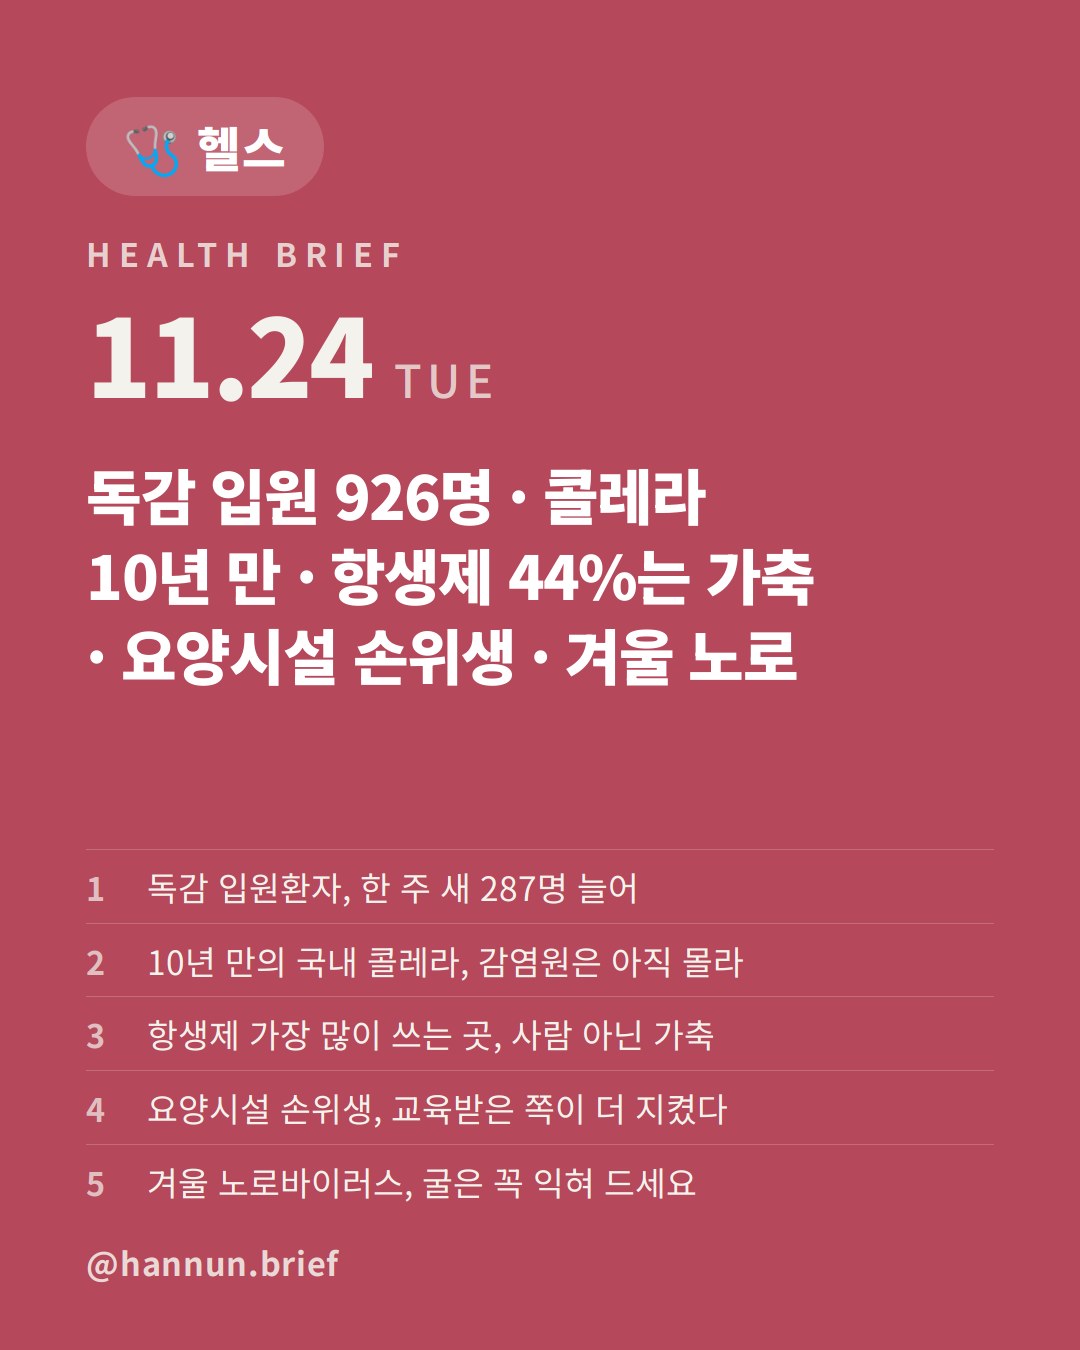 헬스
HEALTH BRIEF
11.24 TUE
독감 입원 926명 · 콜레라
10년 만 · 항생제 44%는 가축
· 요양시설 손위생 · 겨울 노로
1 독감 입원환자, 한 주 새 287명 늘어
2 10년 만의 국내 콜레라, 감염원은 아직 몰라
3 항생제 가장 많이 쓰는 곳, 사람 아닌 가축
4 요양시설 손위생, 교육받은 쪽이 더 지켰다
5 겨울 노로바이러스, 굴은 꼭 익혀 드세요
@hannun.brief